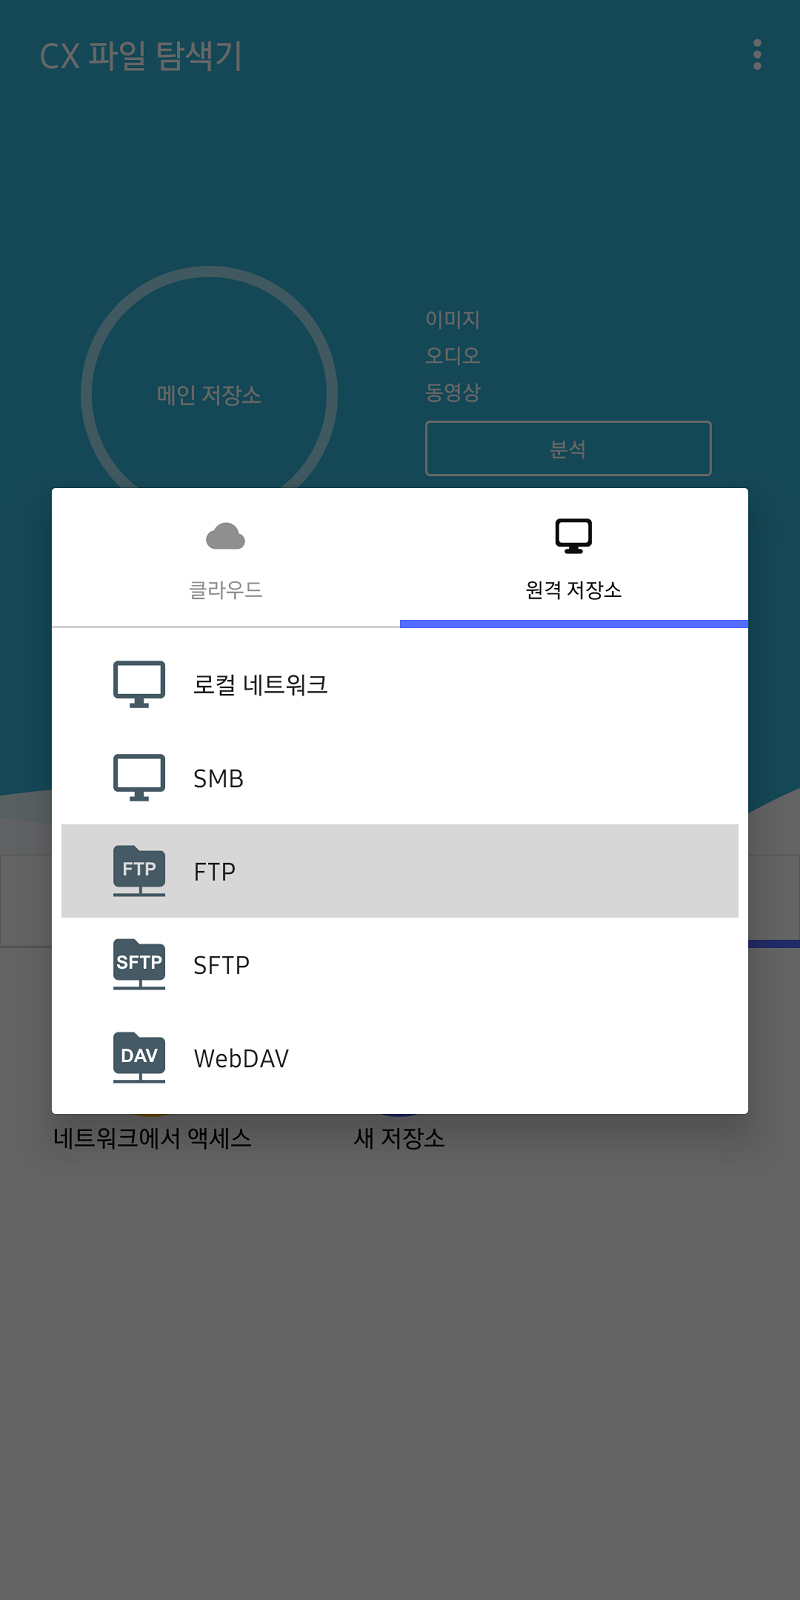 CX 파일 탐색기
이미지
오디오
동영상
메인 저장소
분석
클라우드
원격 저장소
로컬 네트워크
SMB
FTP FTP
SFTP SFTP
DAV WebDAV
네트워크에서 액세스
새 저장소